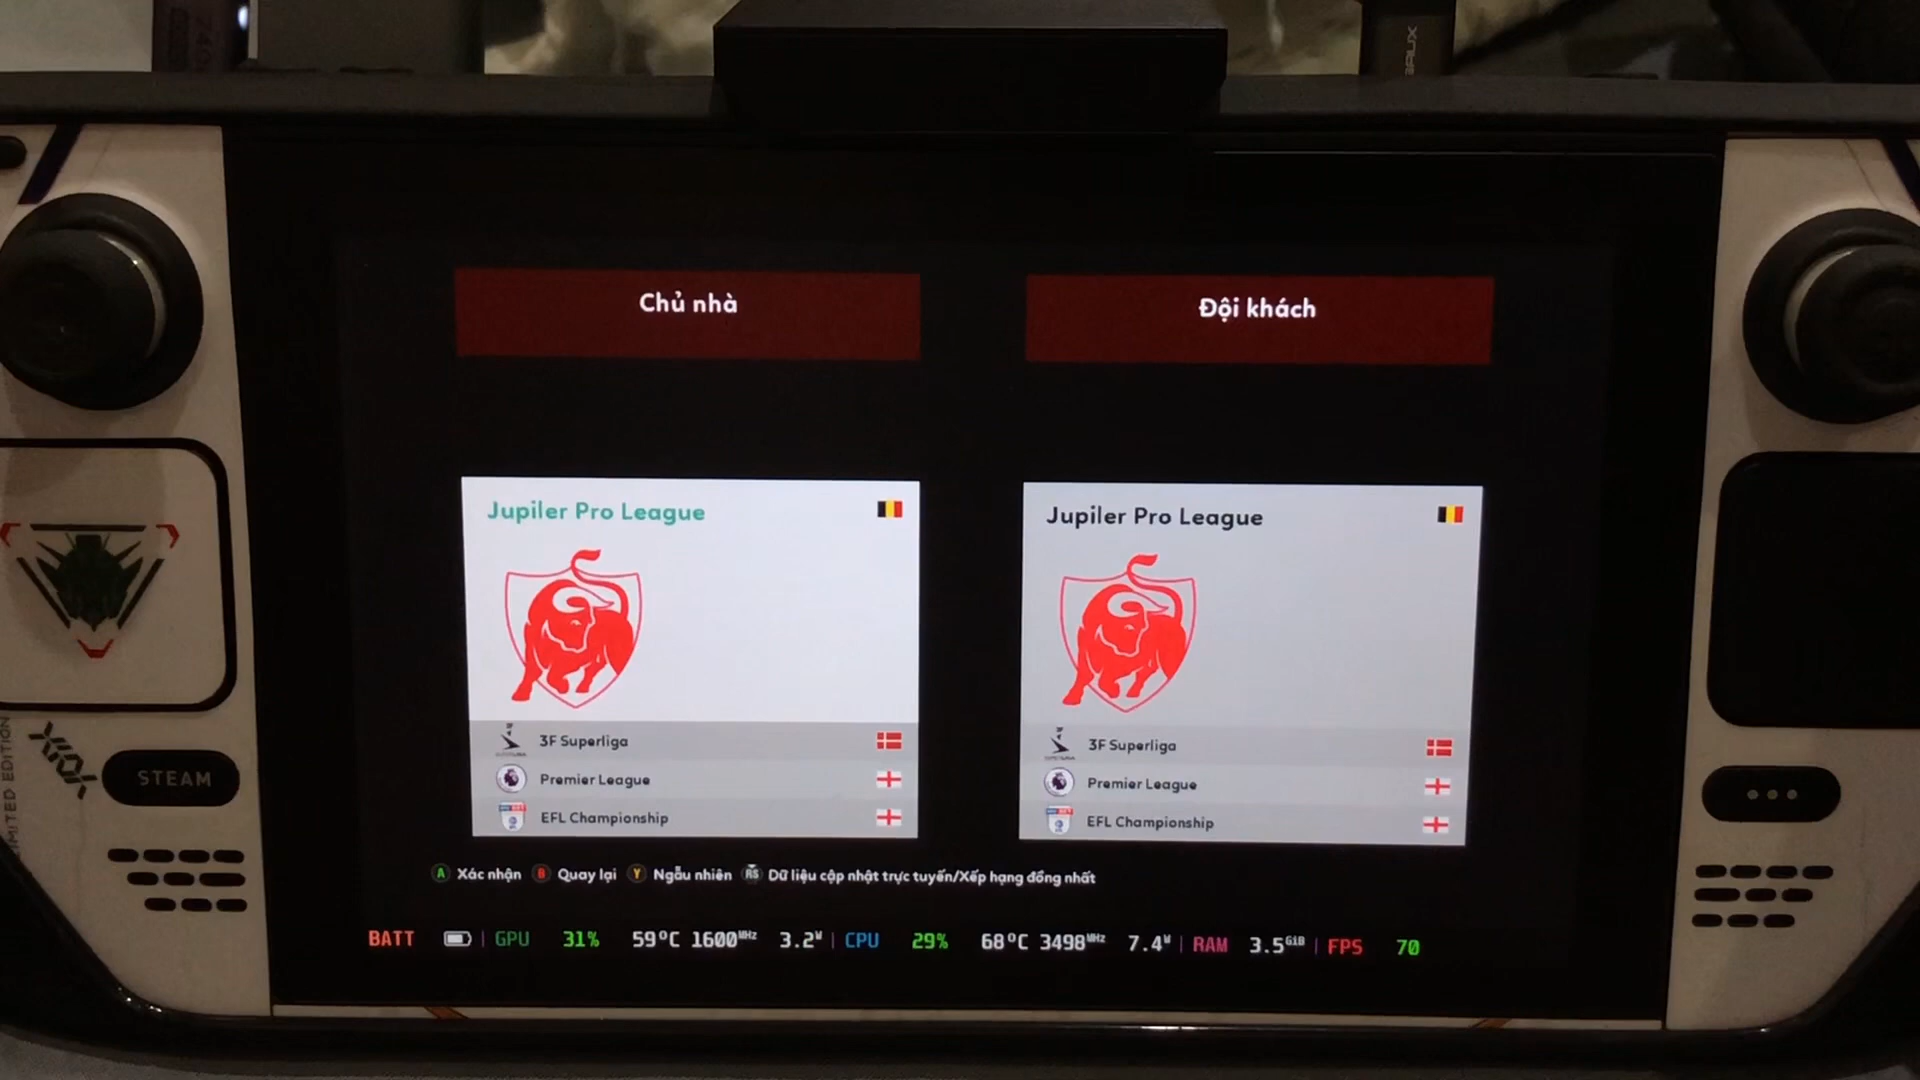 Chủ nhà
Đội khách
Jupiler Pro League
3F Superliga
Premier League
EFL Championship
Jupiler Pro League
3F Superliga
Premier League
EFL Championship
A Xác nhận B Quay lại Y Ngẫu nhiên RS Dữ liệu cập nhật trực tuyến/Xếp hạng đồng nhất
BATT | GPU 31% 59°C 1600MHz 3.2W | CPU 29% 68°C 3498MHz 7.4W | RAM 3.5GiB | FPS 70
STEAM
LIMITED EDITION